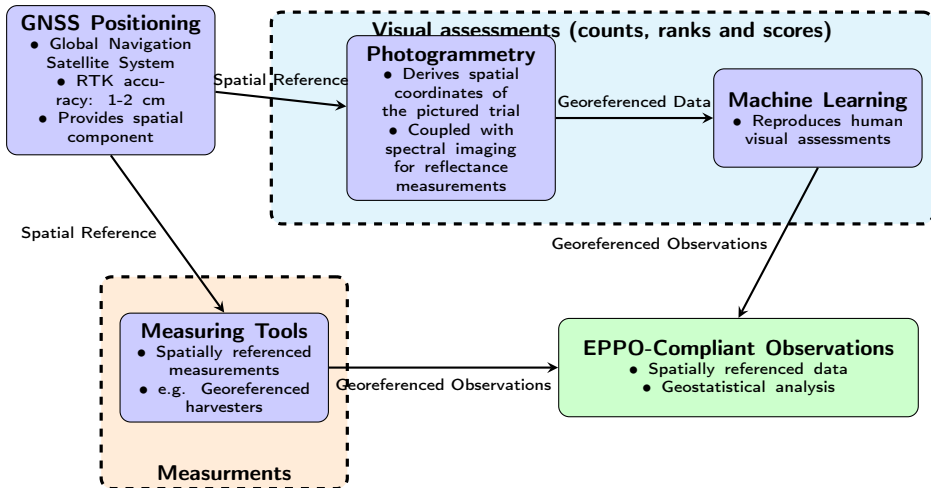 GNSS Positioning
• Global Navigation
Satellite System
• RTK accu-
racy: 1-2 cm
• Provides spatial
component
Visual assessments (counts, ranks and scores)
Photogrammetry
• Derives spatial
coordinates of
the pictured trial
• Coupled with
spectral imaging
for reflectance
measurements
Spatial Reference
Georeferenced Data
Machine Learning
• Reproduces human
visual assessments
Spatial Reference
Georeferenced Observations
Measuring Tools
• Spatially referenced
measurements
• e.g. Georeferenced
harvesters
Measurments
Georeferenced Observations
EPPO-Compliant Observations
• Spatially referenced data
• Geostatistical analysis